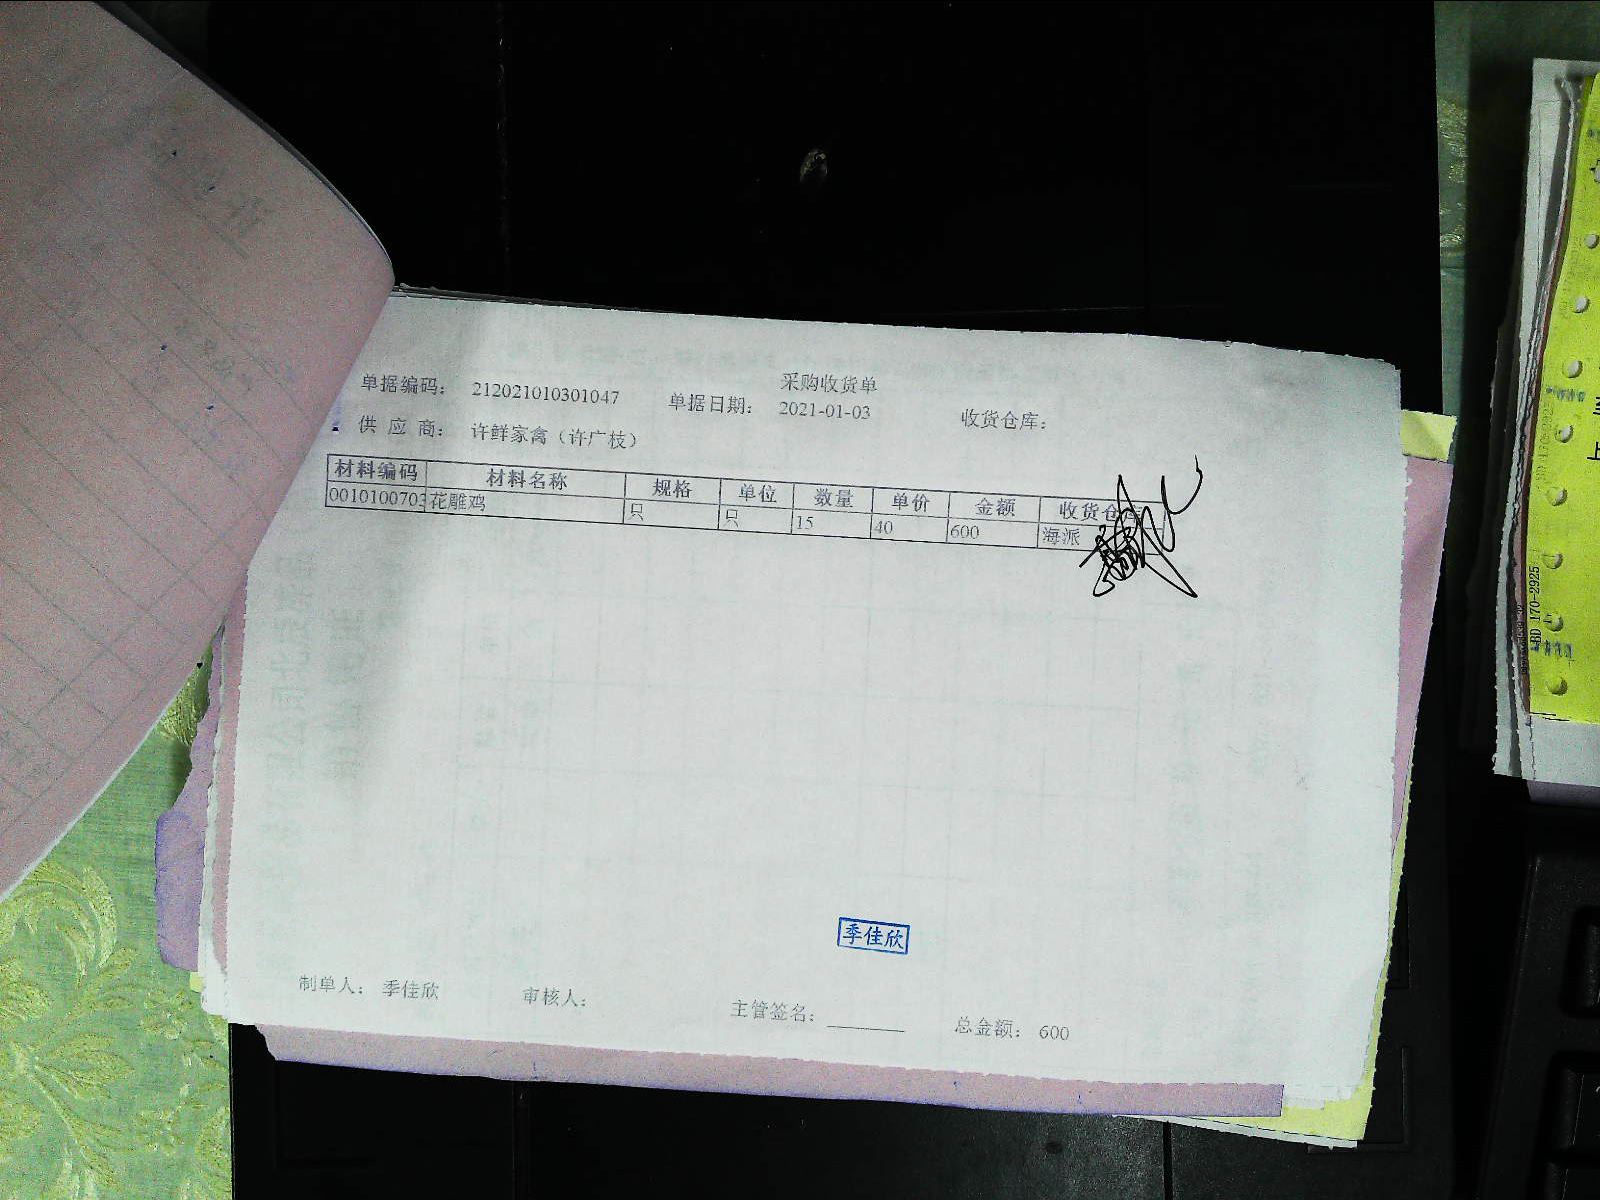 采购收货单
单据编码: 212021010301047 单据日期: 2021-01-03 收货仓库:
供 应 商: 许鲜家禽（许广枝）
材料编码 材料名称 规格 单位 数量 单价 金额 收货仓
0010100703 花雕鸡 只 只 15 40 600 海派
季佳欣
制单人: 季佳欣 审核人: 主管签名: 总金额: 600
BD 170-2925